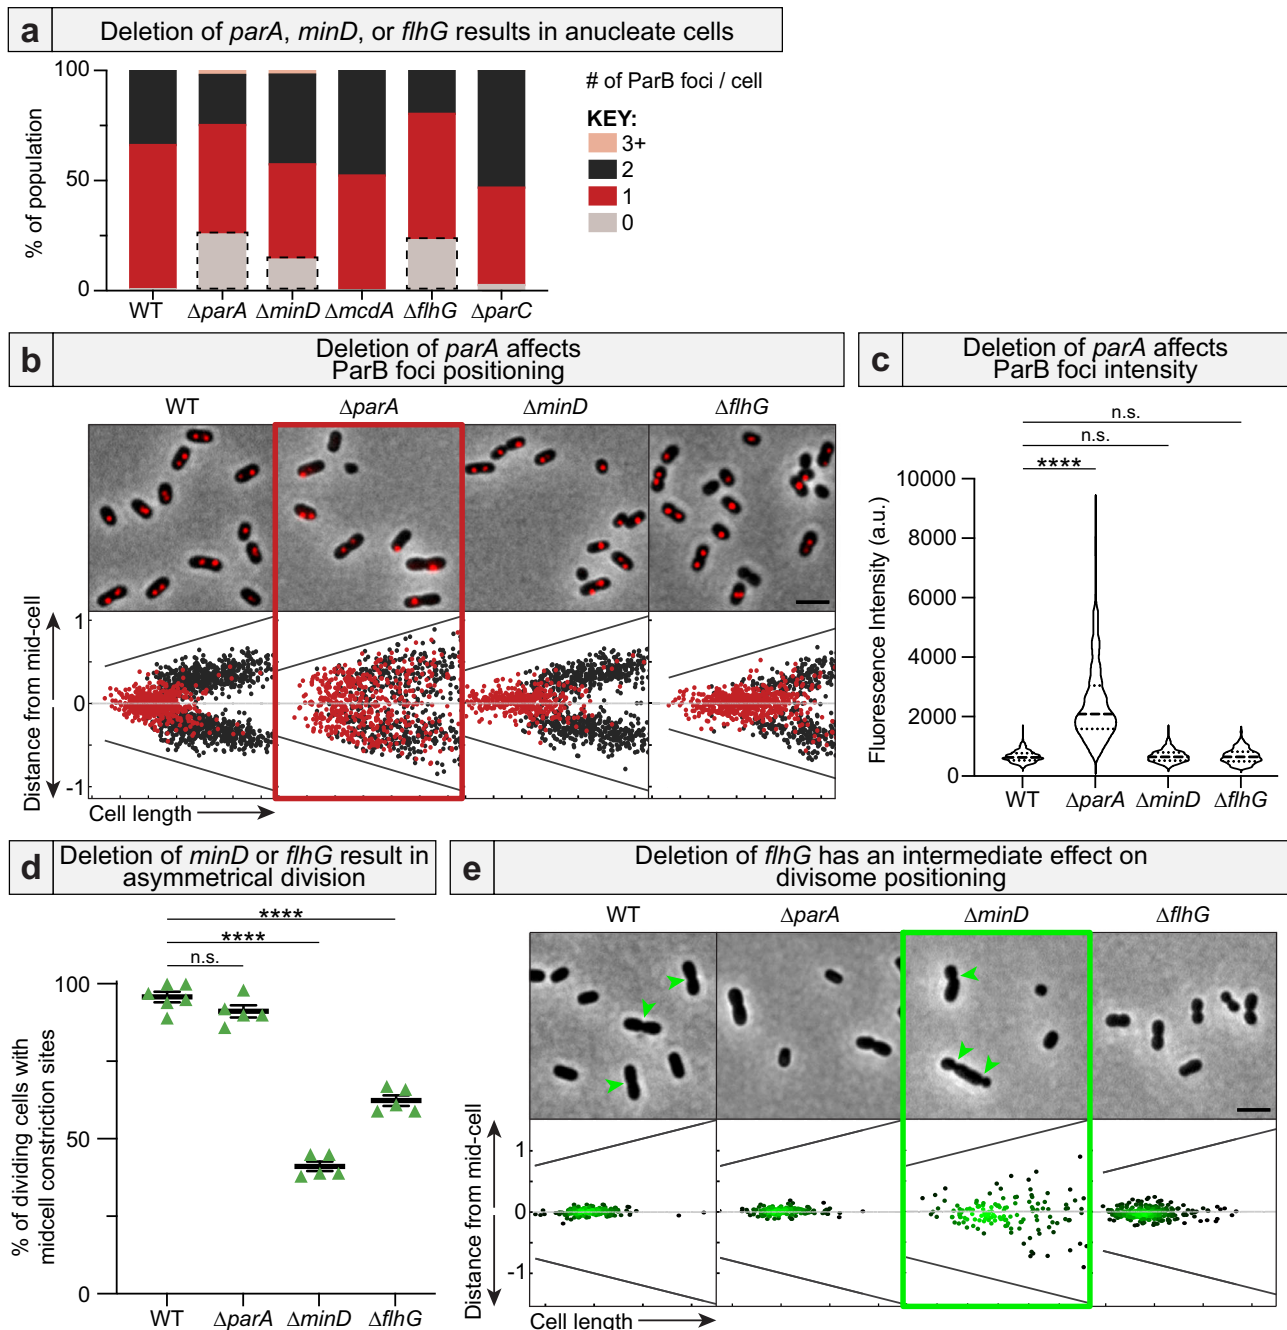 a
Deletion of parA, minD, or flhG results in anucleate cells
100
50
0
% of population
WT ΔparA ΔminD ΔmcdA ΔflhG ΔparC
# of ParB foci / cell
KEY:
3+
2
1
0
b
Deletion of parA affects
ParB foci positioning
WT ΔparA ΔminD ΔflhG
Distance from mid-cell
1
0
-1
Cell length
c
Deletion of parA affects
ParB foci intensity
n.s.
n.s.
****
10000
8000
6000
4000
2000
0
Fluorescence Intensity (a.u.)
WT ΔparA ΔminD ΔflhG
d
Deletion of minD or flhG result in
asymmetrical division
****
****
n.s.
100
50
0
% of dividing cells with
midcell constriction sites
WT ΔparA ΔminD ΔflhG
e
Deletion of flhG has an intermediate effect on
divisome positioning
WT ΔparA ΔminD ΔflhG
Distance from mid-cell
1
0
-1
Cell length